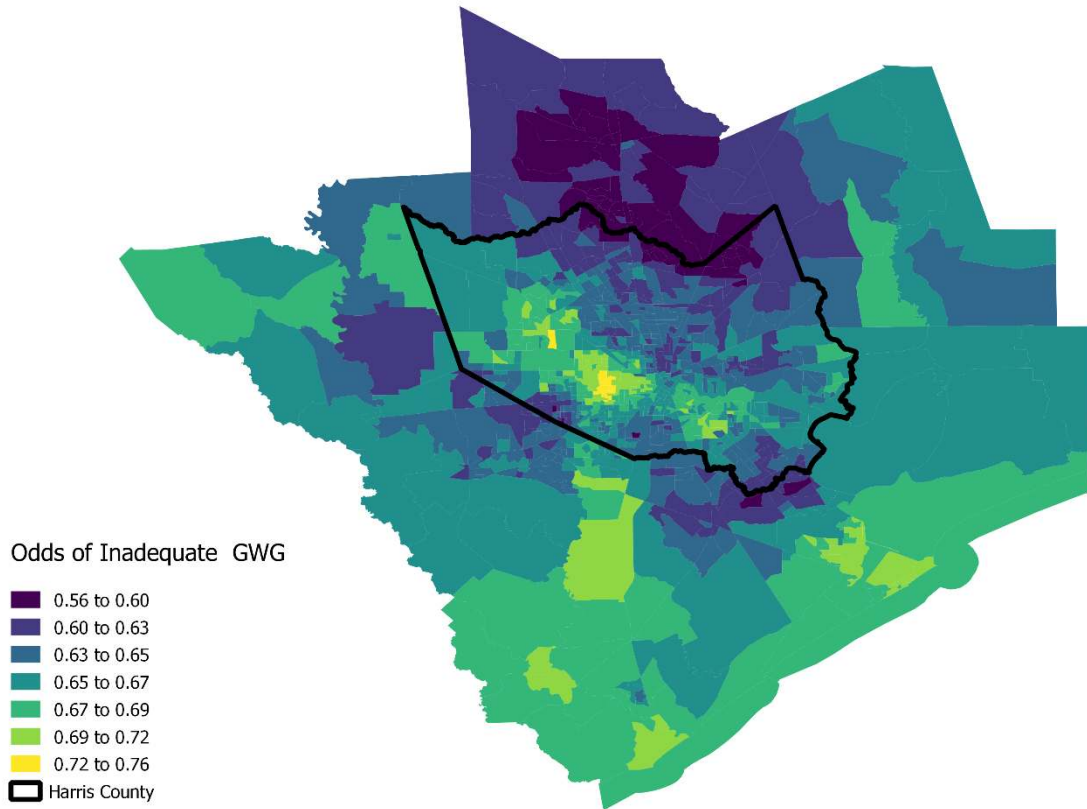 Odds of Inadequate GWG
0.56 to 0.60
0.60 to 0.63
0.63 to 0.65
0.65 to 0.67
0.67 to 0.69
0.69 to 0.72
0.72 to 0.76
Harris County